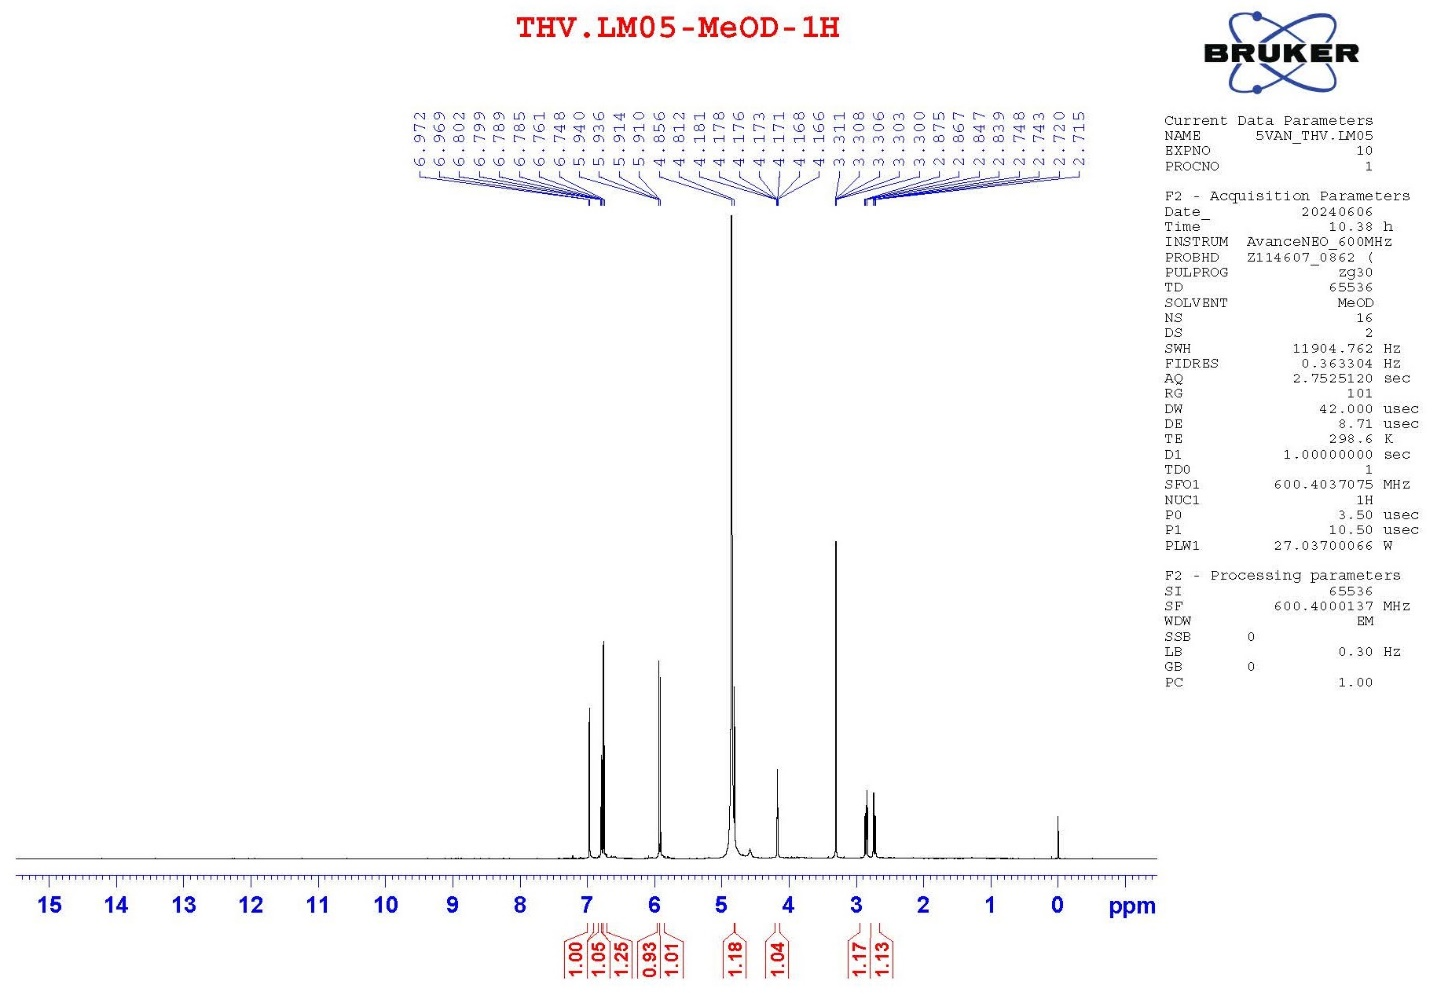 THV.LM05-MeOD-1H
BRUKER
6.972
6.969
6.802
6.799
6.789
6.785
6.761
6.748
5.940
5.936
5.914
5.910
4.856
4.812
4.181
4.178
4.176
4.173
4.171
4.168
4.166
3.311
3.308
3.306
3.303
3.300
2.875
2.867
2.847
2.839
2.748
2.743
2.720
2.715
Current Data Parameters
NAME 5VAN_THV.LM05
EXPNO 10
PROCNO 1
F2 - Acquisition Parameters
Date_ 20240606
Time 10.38 h
INSTRUM AvanceNEO_600MHz
PROBHD Z114607_0862 (
PULPROG zg30
TD 65536
SOLVENT MeOD
NS 16
DS 2
SWH 11904.762 Hz
FIDRES 0.363304 Hz
AQ 2.7525120 sec
RG 101
DW 42.000 usec
DE 8.71 usec
TE 298.6 K
D1 1.00000000 sec
TD0 1
SFO1 600.4037075 MHz
NUC1 1H
P0 3.50 usec
P1 10.50 usec
PLW1 27.03700066 W
F2 - Processing parameters
SI 65536
SF 600.4000137 MHz
WDW EM
SSB 0
LB 0.30 Hz
GB 0
PC 1.00
15 14 13 12 11 10 9 8 7 6 5 4 3 2 1 0 ppm
1.00
1.05
1.25
0.93
1.01
1.18
1.04
1.17
1.13